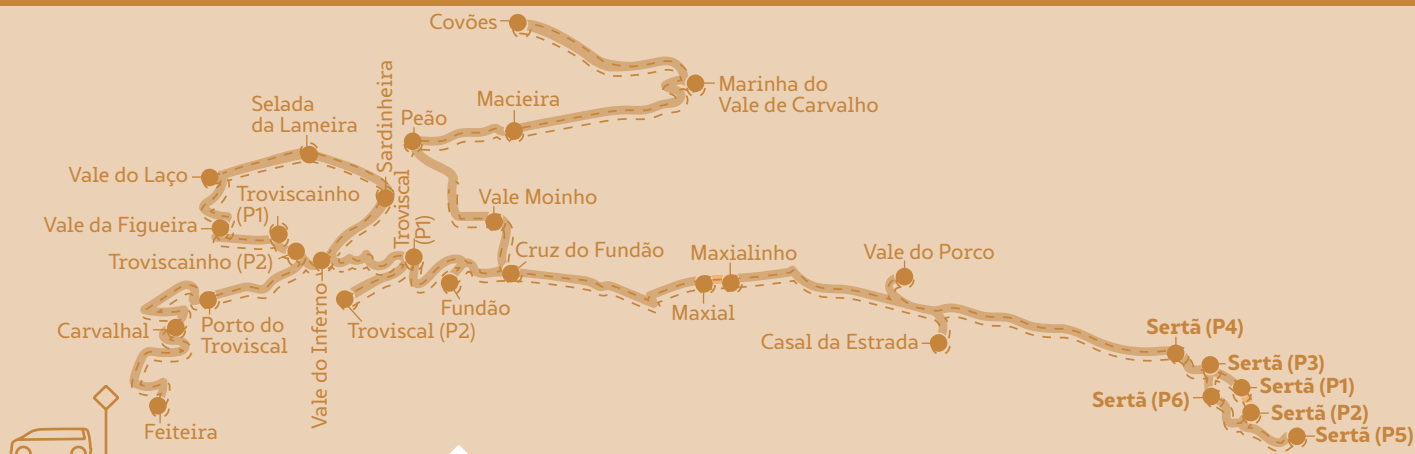 Covões
Marinha do
Vale de Carvalho
Macieira
Peão
Sardinheira
Selada
da Lameira
Vale do Laço
Troviscainho
(P1)
Troviscal
(P1)
Vale Moinho
Vale da Figueira
Troviscainho (P2)
Cruz do Fundão
Maxialinho
Vale do Porco
Fundão
Maxial
Carvalhal
Porto do
Troviscal
Vale do Inferno
Troviscal (P2)
Casal da Estrada
Sertã (P4)
Sertã (P3)
Sertã (P1)
Sertã (P6)
Sertã (P2)
Sertã (P5)
Feiteira